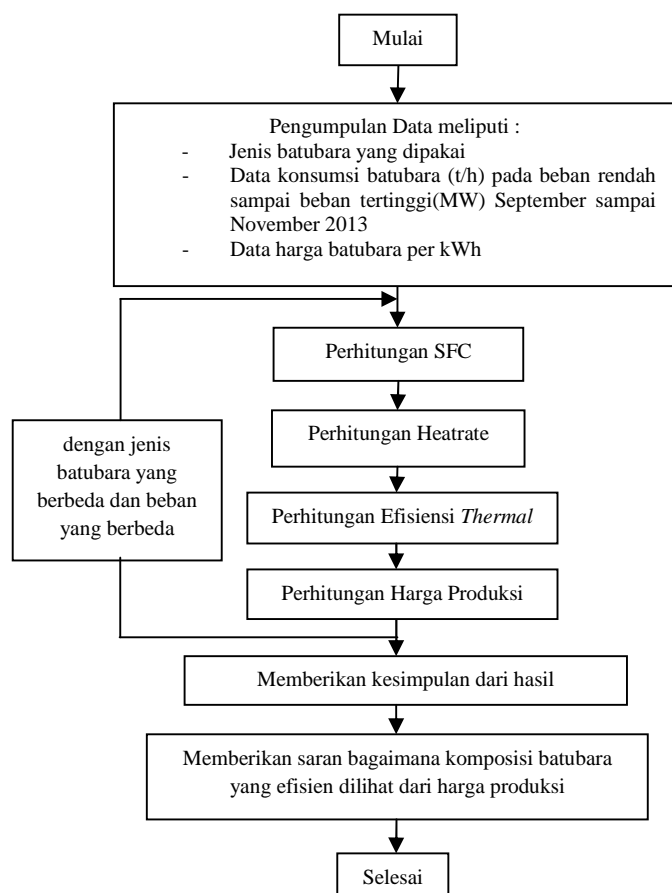 Mulai
Pengumpulan Data meliputi :
- Jenis batubara yang dipakai
- Data konsumsi batubara (t/h) pada beban rendah
sampai beban tertinggi(MW) September sampai
November 2013
- Data harga batubara per kWh
Perhitungan SFC
Perhitungan Heatrate
dengan jenis
batubara yang
berbeda dan beban
yang berbeda
Perhitungan Efisiensi Thermal
Perhitungan Harga Produksi
Memberikan kesimpulan dari hasil
Memberikan saran bagaimana komposisi batubara
yang efisien dilihat dari harga produksi
Selesai